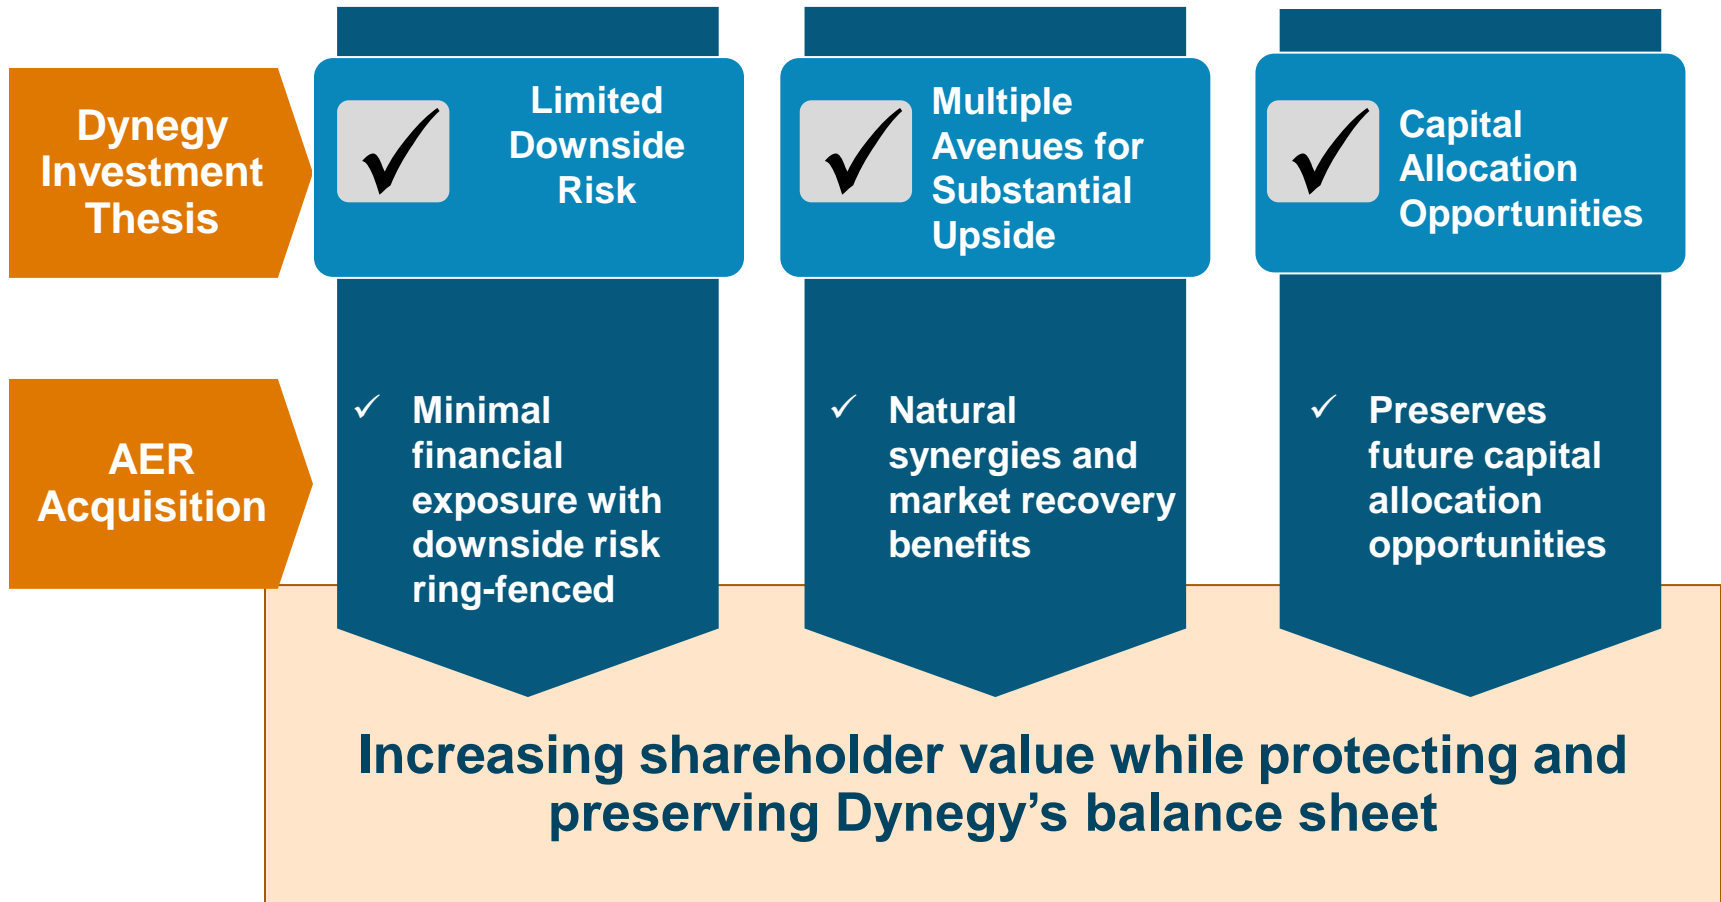 Dynegy
Investment
Thesis
Limited
Downside
Risk
Multiple
Avenues for
Substantial
Upside
Capital
Allocation
Opportunities
AER
Acquisition
✓ Minimal
financial
exposure with
downside risk
ring-fenced
✓ Natural
synergies and
market recovery
benefits
✓ Preserves
future capital
allocation
opportunities
Increasing shareholder value while protecting and
preserving Dynegy’s balance sheet